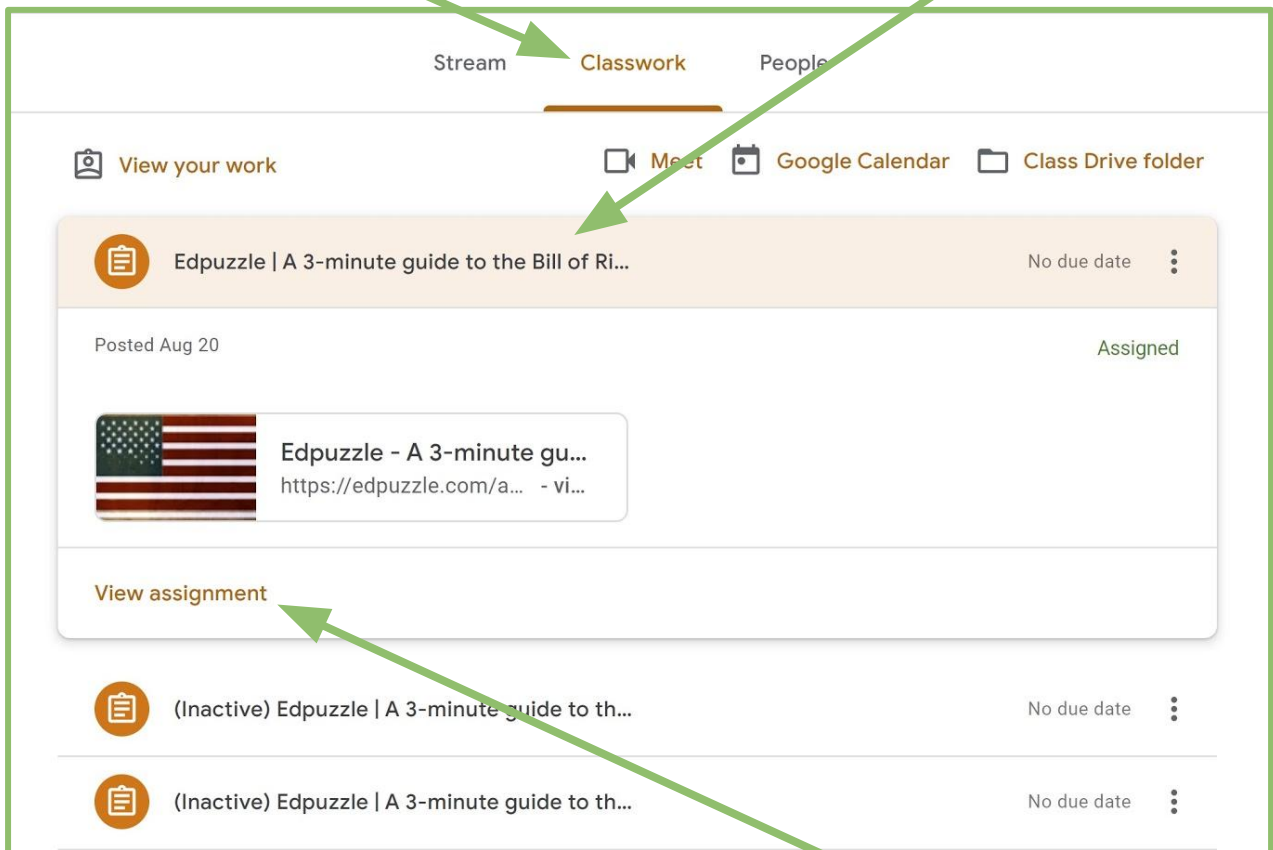 Stream Classwork People
View your work Meet Google Calendar Class Drive folder
Edpuzzle | A 3-minute guide to the Bill of Ri... No due date
Posted Aug 20 Assigned
Edpuzzle - A 3-minute gu...
https://edpuzzle.com/a... - vi...
View assignment
(Inactive) Edpuzzle | A 3-minute guide to th... No due date
(Inactive) Edpuzzle | A 3-minute guide to th... No due date